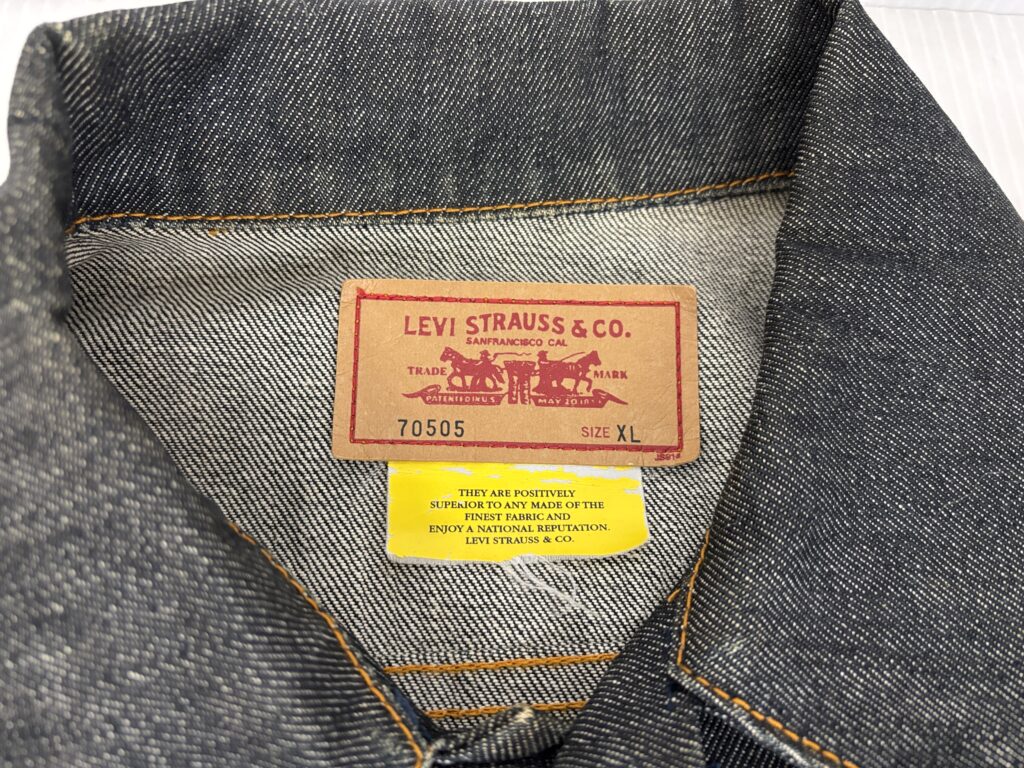 LEVI STRAUSS & CO.
SANFRANCISCO CAL
TRADE MARK
PATENTED IN U.S. MAY 20 18
70505 SIZE XL
THEY ARE POSITIVELY
SUPERIOR TO ANY MADE OF THE
FINEST FABRIC AND
ENJOY A NATIONAL REPUTATION.
LEVI STRAUSS & CO.